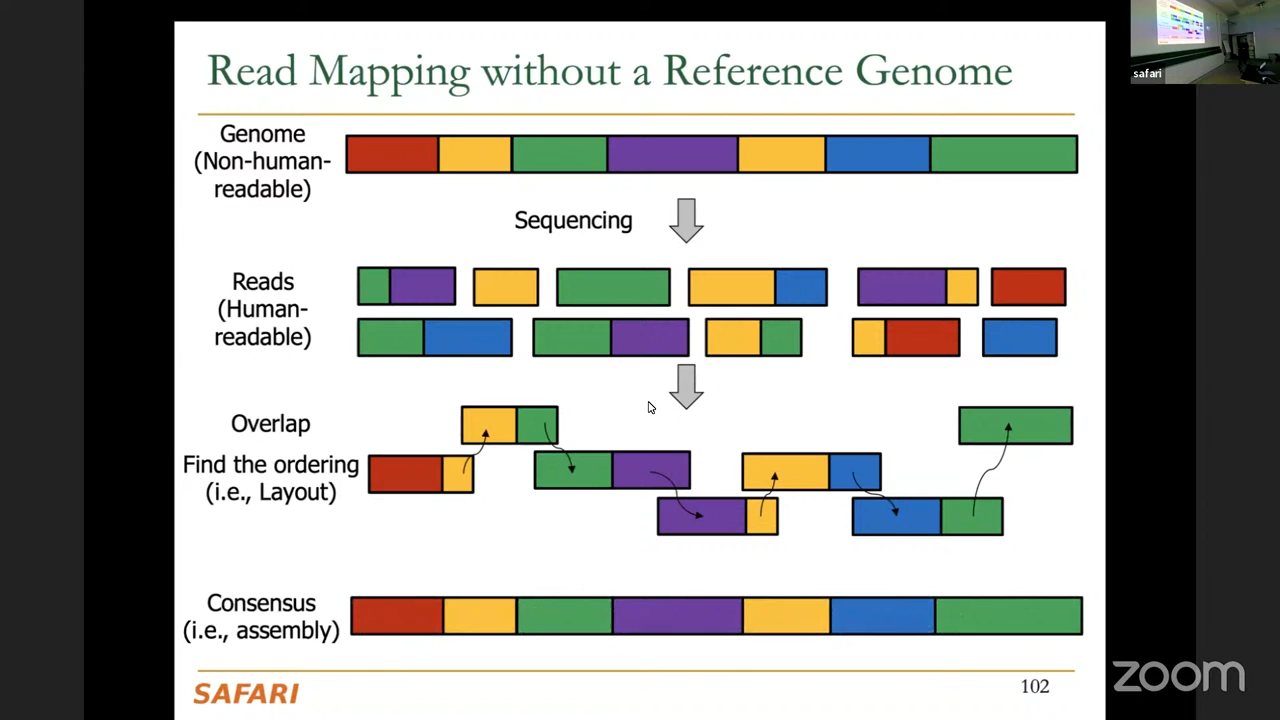 safari
Read Mapping without a Reference Genome
Genome
(Non-human-
readable)
Sequencing
Reads
(Human-
readable)
Overlap
Find the ordering
(i.e., Layout)
Consensus
(i.e., assembly)
SAFARI
102
zoom